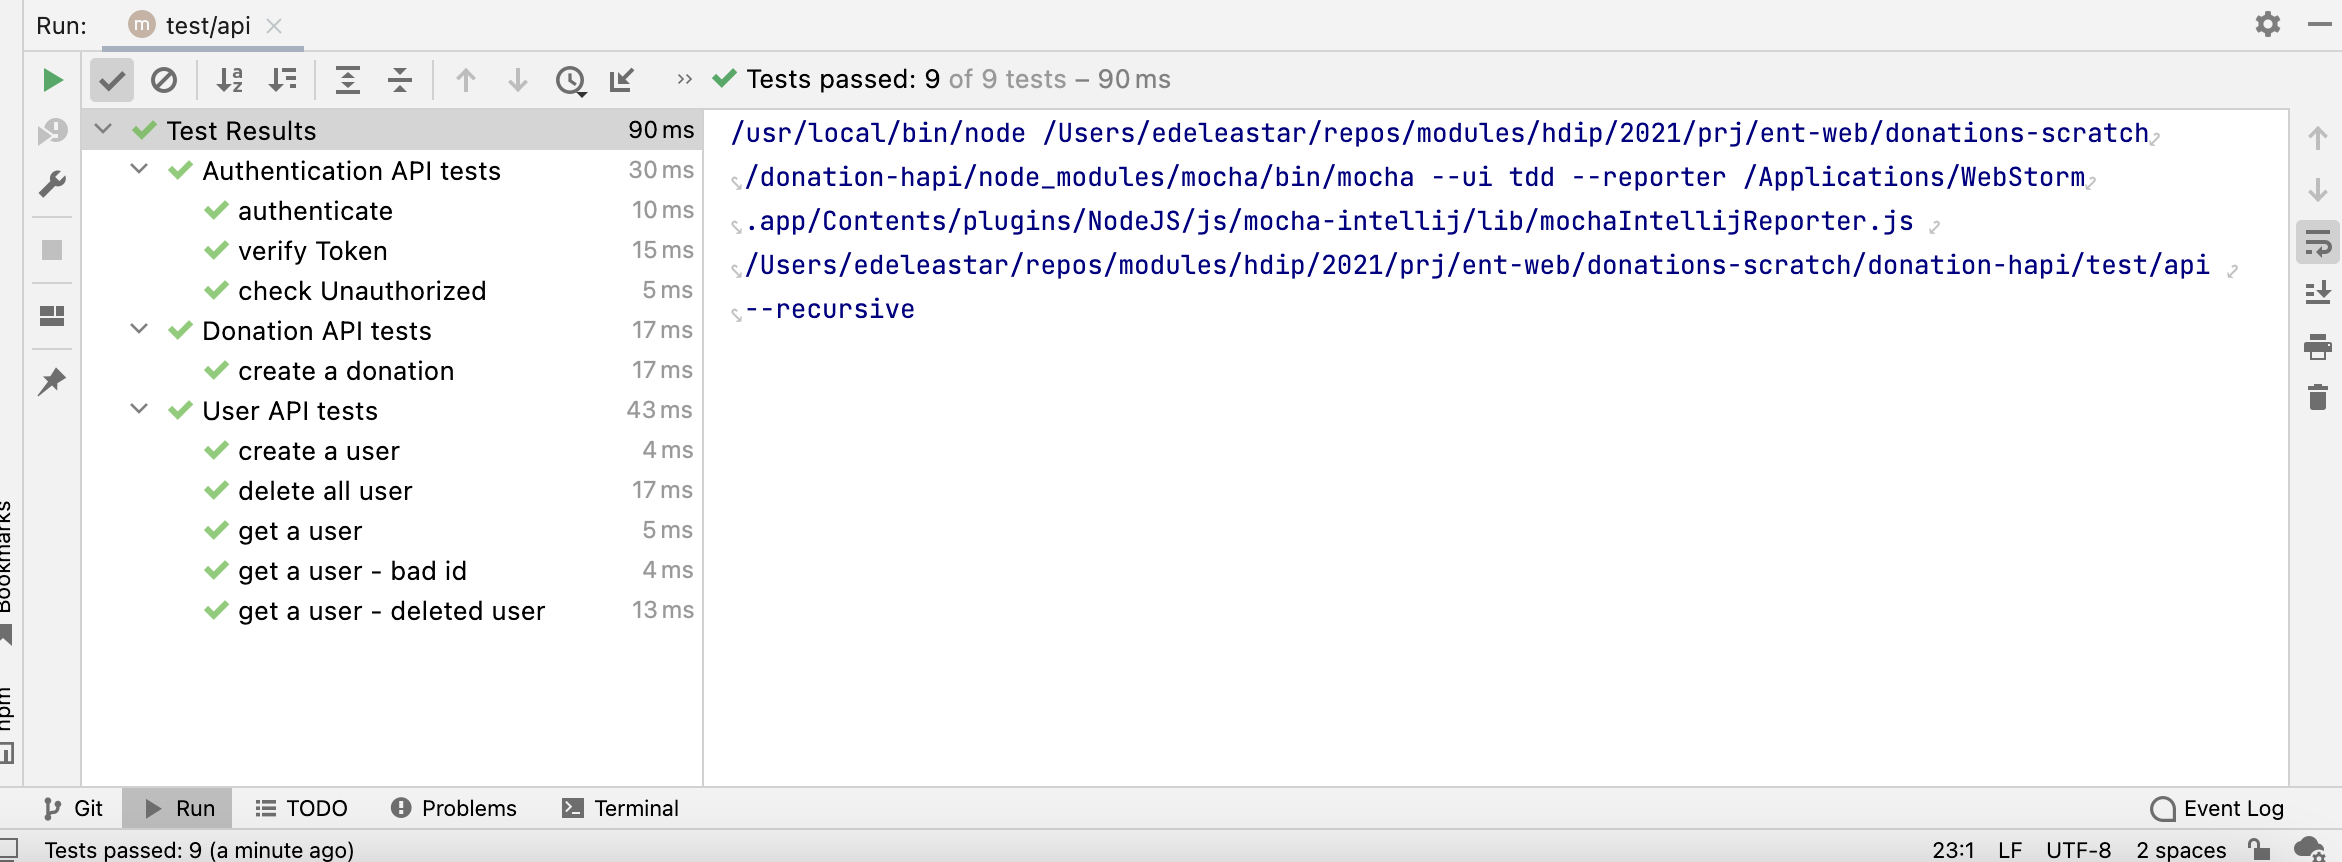 Run: m test/api
Tests passed: 9 of 9 tests – 90 ms
Test Results 90 ms
Authentication API tests 30 ms
authenticate 10 ms
verify Token 15 ms
check Unauthorized 5 ms
Donation API tests 17 ms
create a donation 17 ms
User API tests 43 ms
create a user 4 ms
delete all user 17 ms
get a user 5 ms
get a user - bad id 4 ms
get a user - deleted user 13 ms
/usr/local/bin/node /Users/edeleastar/repos/modules/hdip/2021/prj/ent-web/donations-scratch
/donation-hapi/node_modules/mocha/bin/mocha --ui tdd --reporter /Applications/WebStorm
.app/Contents/plugins/NodeJS/js/mocha-intellij/lib/mochaIntellijReporter.js
/Users/edeleastar/repos/modules/hdip/2021/prj/ent-web/donations-scratch/donation-hapi/test/api
--recursive
Bookmarks
npm
Git Run TODO Problems Terminal Event Log
Tests passed: 9 (a minute ago) 23:1 LF UTF-8 2 spaces